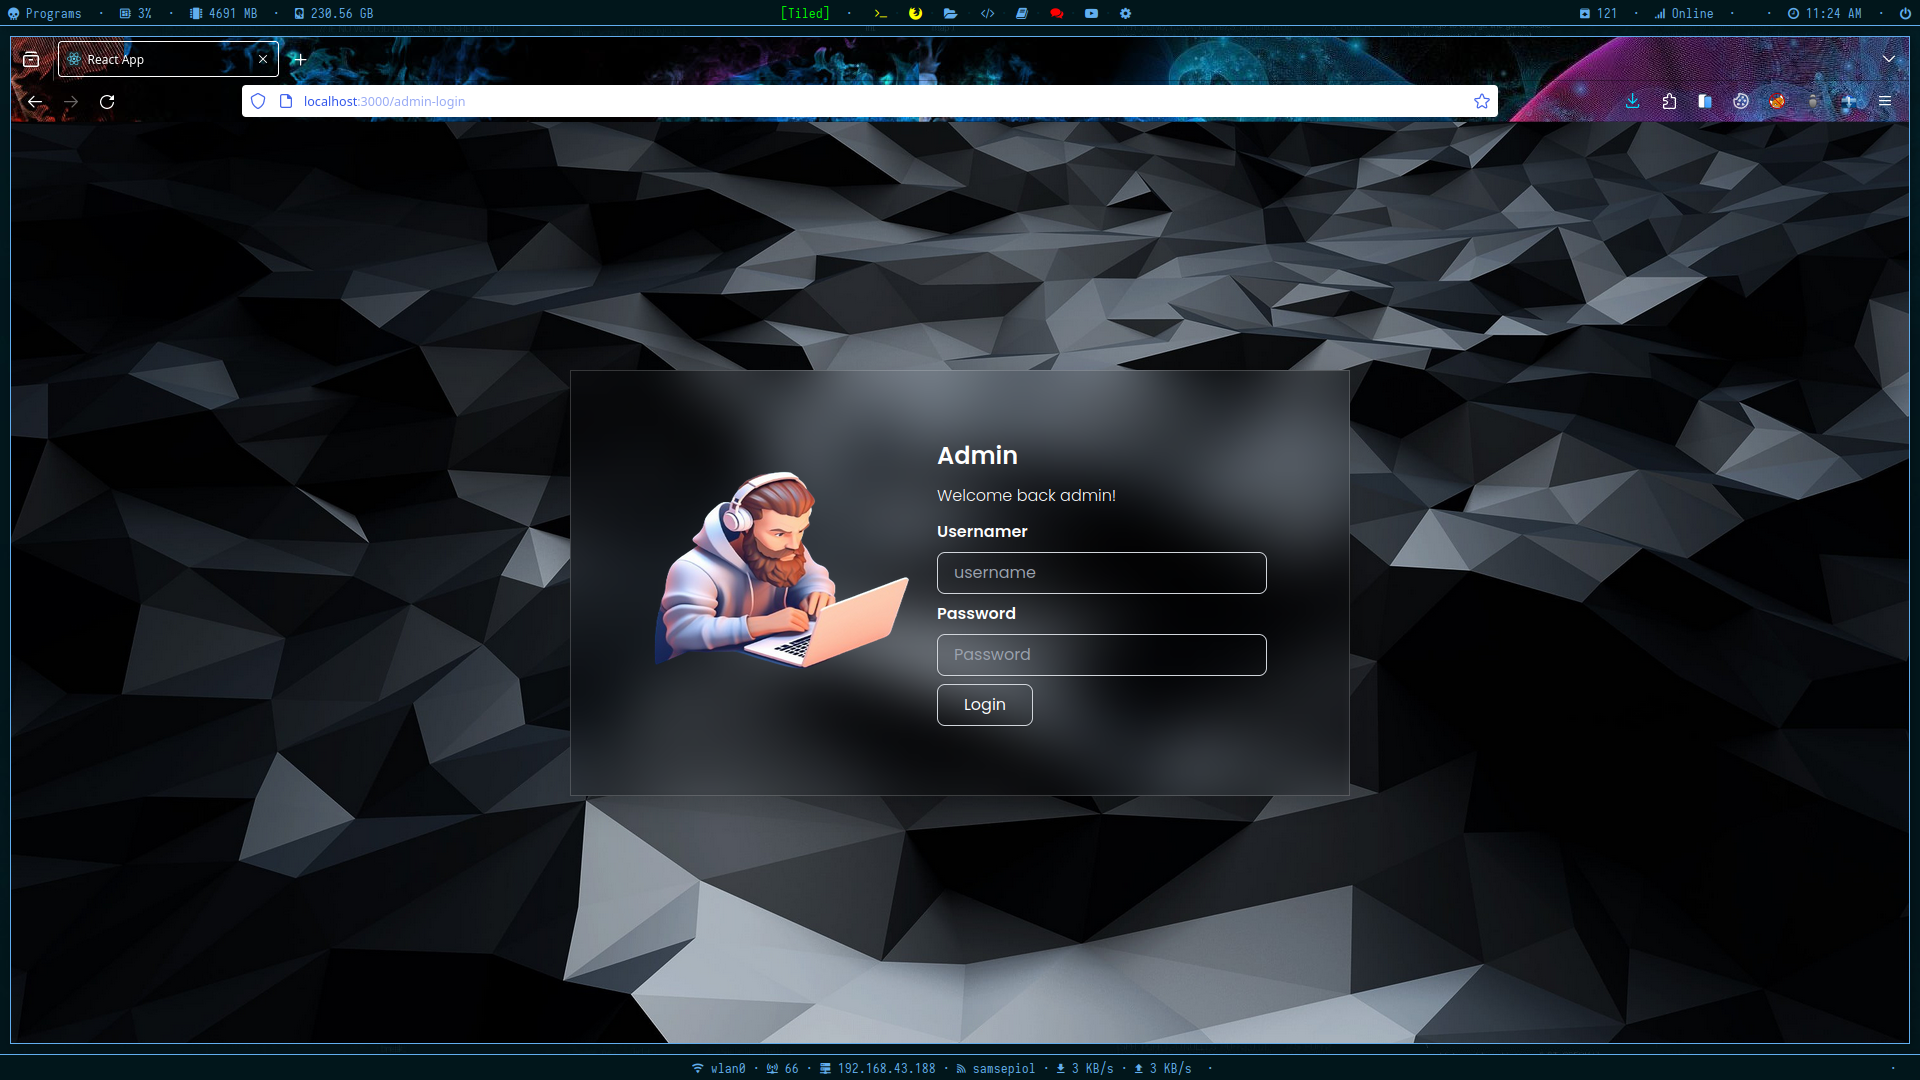 Programs · 3% · 4691 MB · 230.56 GB
[Tiled] ·
121 · Online · · 11:24 AM ·
React App
localhost:3000/admin-login
Admin
Welcome back admin!
Usernamer
username
Password
Password
Login
wlan0 · 66 · 192.168.43.188 · samsepiol · 3 KB/s · 3 KB/s ·